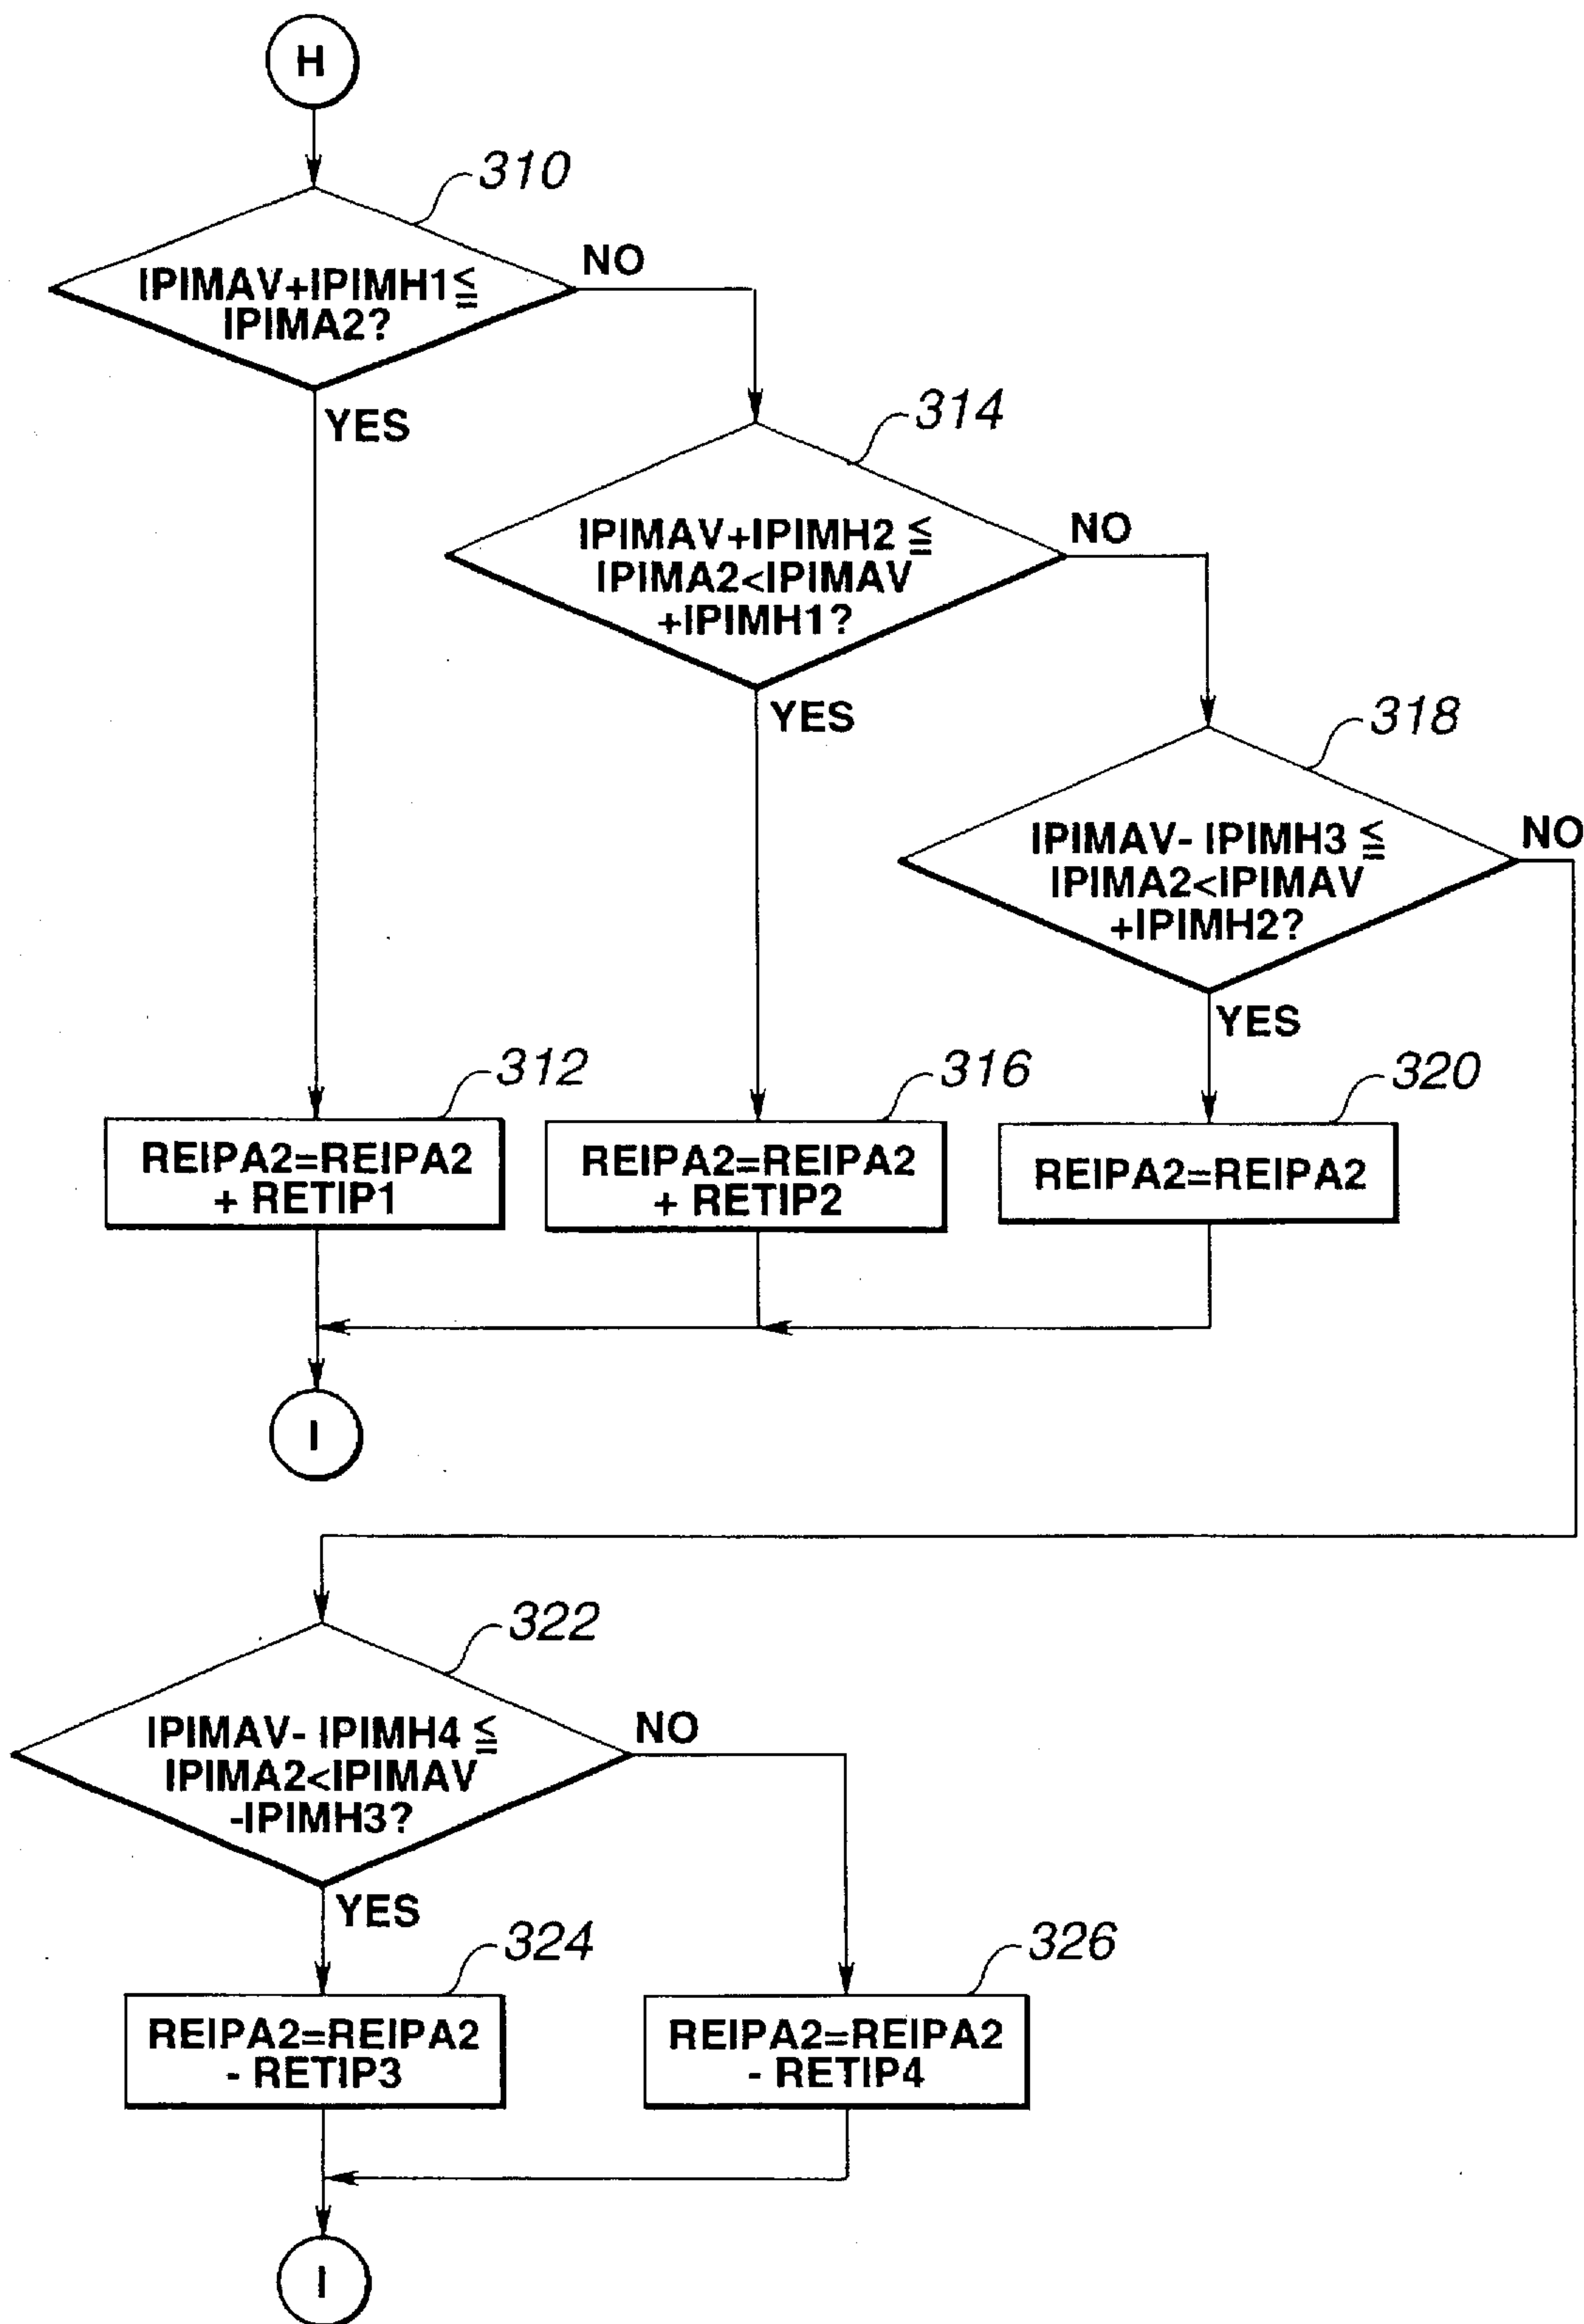 H
310
IPIMAV+IPIMH1≦
IPIMA2?
NO
YES
314
IPIMAV+IPIMH2 ≦
IPIMA2<IPIMAV
+IPIMH1?
NO
YES
318
IPIMAV- IPIMH3 ≦
IPIMA2<IPIMAV
+IPIMH2?
NO
YES
312
REIPA2=REIPA2
+ RETIP1
316
REIPA2=REIPA2
+ RETIP2
320
REIPA2=REIPA2
I
322
IPIMAV- IPIMH4 ≦
IPIMA2<IPIMAV
-IPIMH3?
NO
YES
324
REIPA2=REIPA2
- RETIP3
326
REIPA2=REIPA2
- RETIP4
I